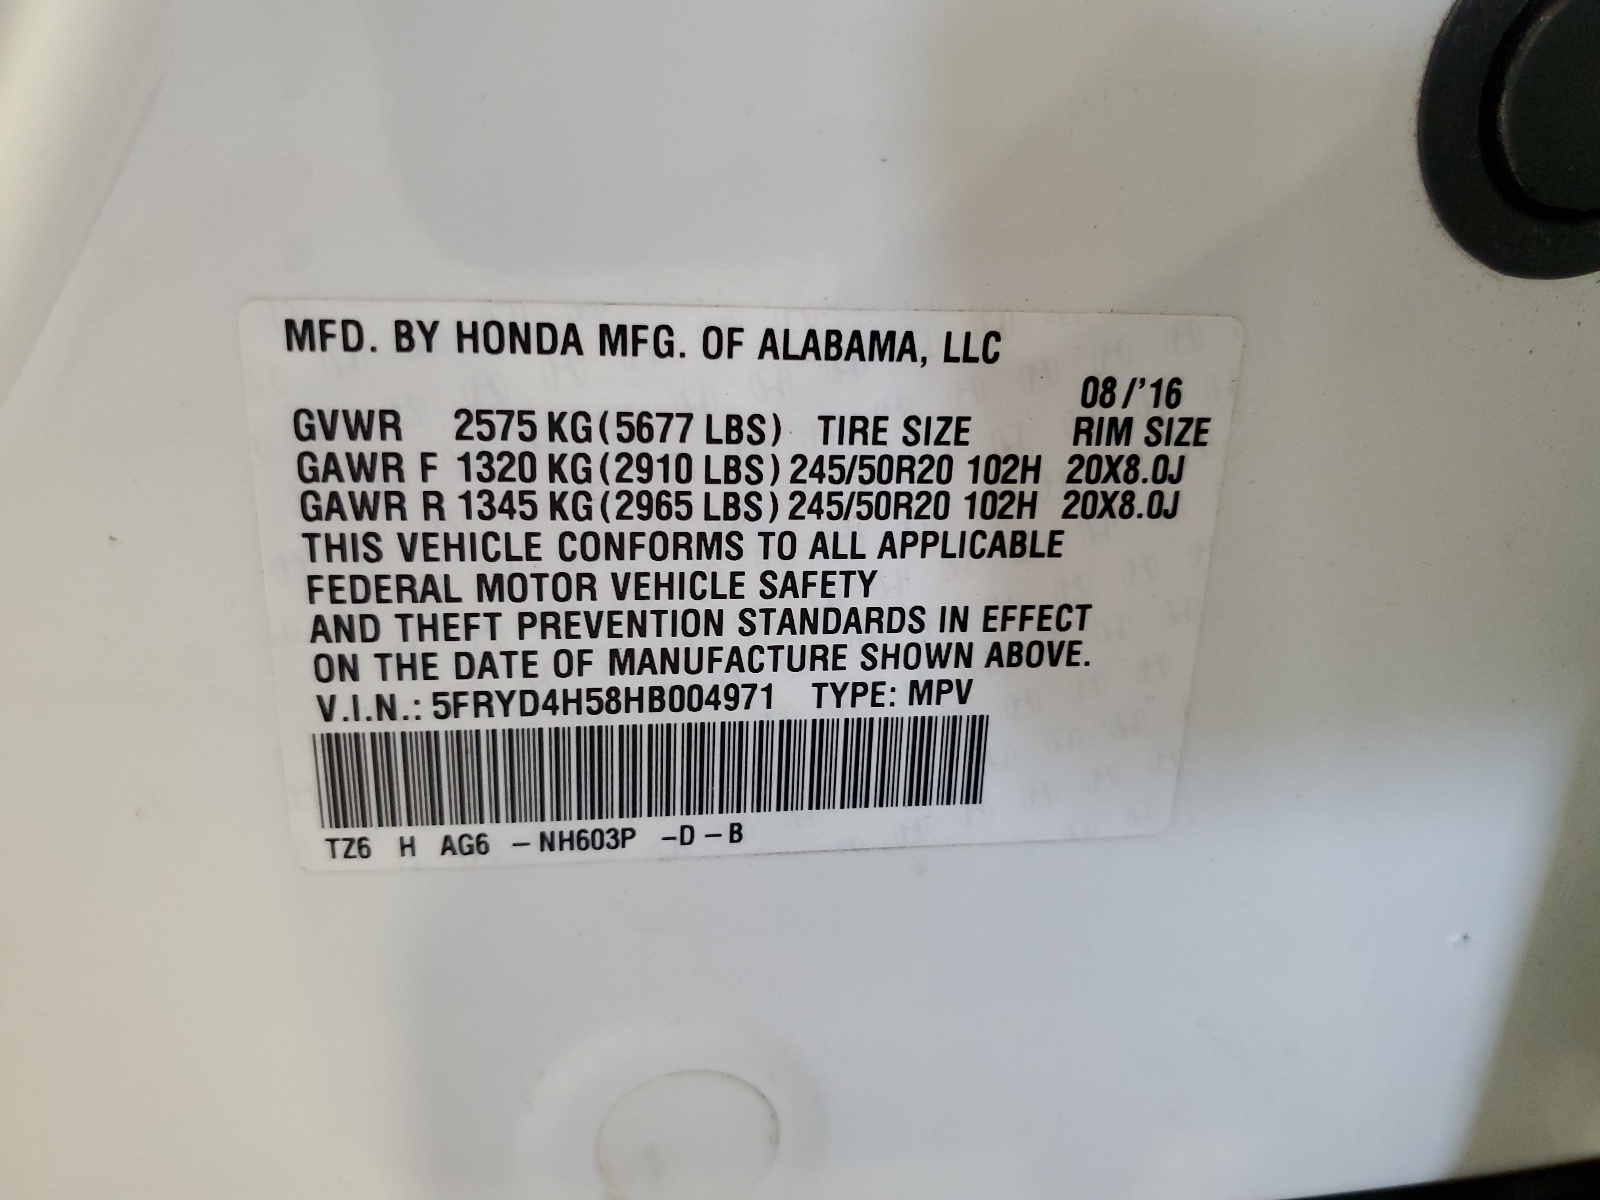 MFD. BY HONDA MFG. OF ALABAMA, LLC
08/'16
GVWR 2575 KG(5677 LBS) TIRE SIZE RIM SIZE
GAWR F 1320 KG(2910 LBS) 245/50R20 102H 20X8.0J
GAWR R 1345 KG(2965 LBS) 245/50R20 102H 20X8.0J
THIS VEHICLE CONFORMS TO ALL APPLICABLE
FEDERAL MOTOR VEHICLE SAFETY
AND THEFT PREVENTION STANDARDS IN EFFECT
ON THE DATE OF MANUFACTURE SHOWN ABOVE.
V.I.N.: 5FRYD4H58HB004971 TYPE: MPV
TZ6 H AG6 -NH603P -D-B